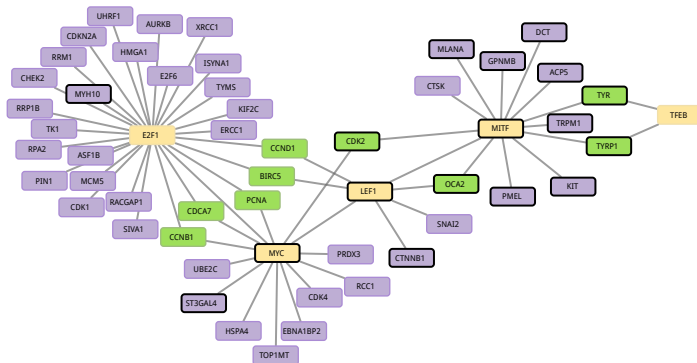 UHRF1
AURKB
XRCC1
CDKN2A
DCT
RRM1
HMGA1
MLANA
GPNMB
ISYNA1
CHEK2
E2F6
ACP5
MYH10
TYMS
CTSK
TYR
RRP1B
KIF2C
TFEB
TK1
E2F1
ERCC1
MITF
TRPM1
CDK2
RPA2
ASF1B
CCND1
TYRP1
PIN1
MCM5
BIRC5
LEF1
OCA2
KIT
CDK1
RACGAP1
PCNA
PMEL
CDCA7
SIVA1
CCNB1
SNAI2
MYC
PRDX3
CTNNB1
UBE2C
RCC1
ST3GAL4
CDK4
HSPA4
EBNA1BP2
TOP1MT